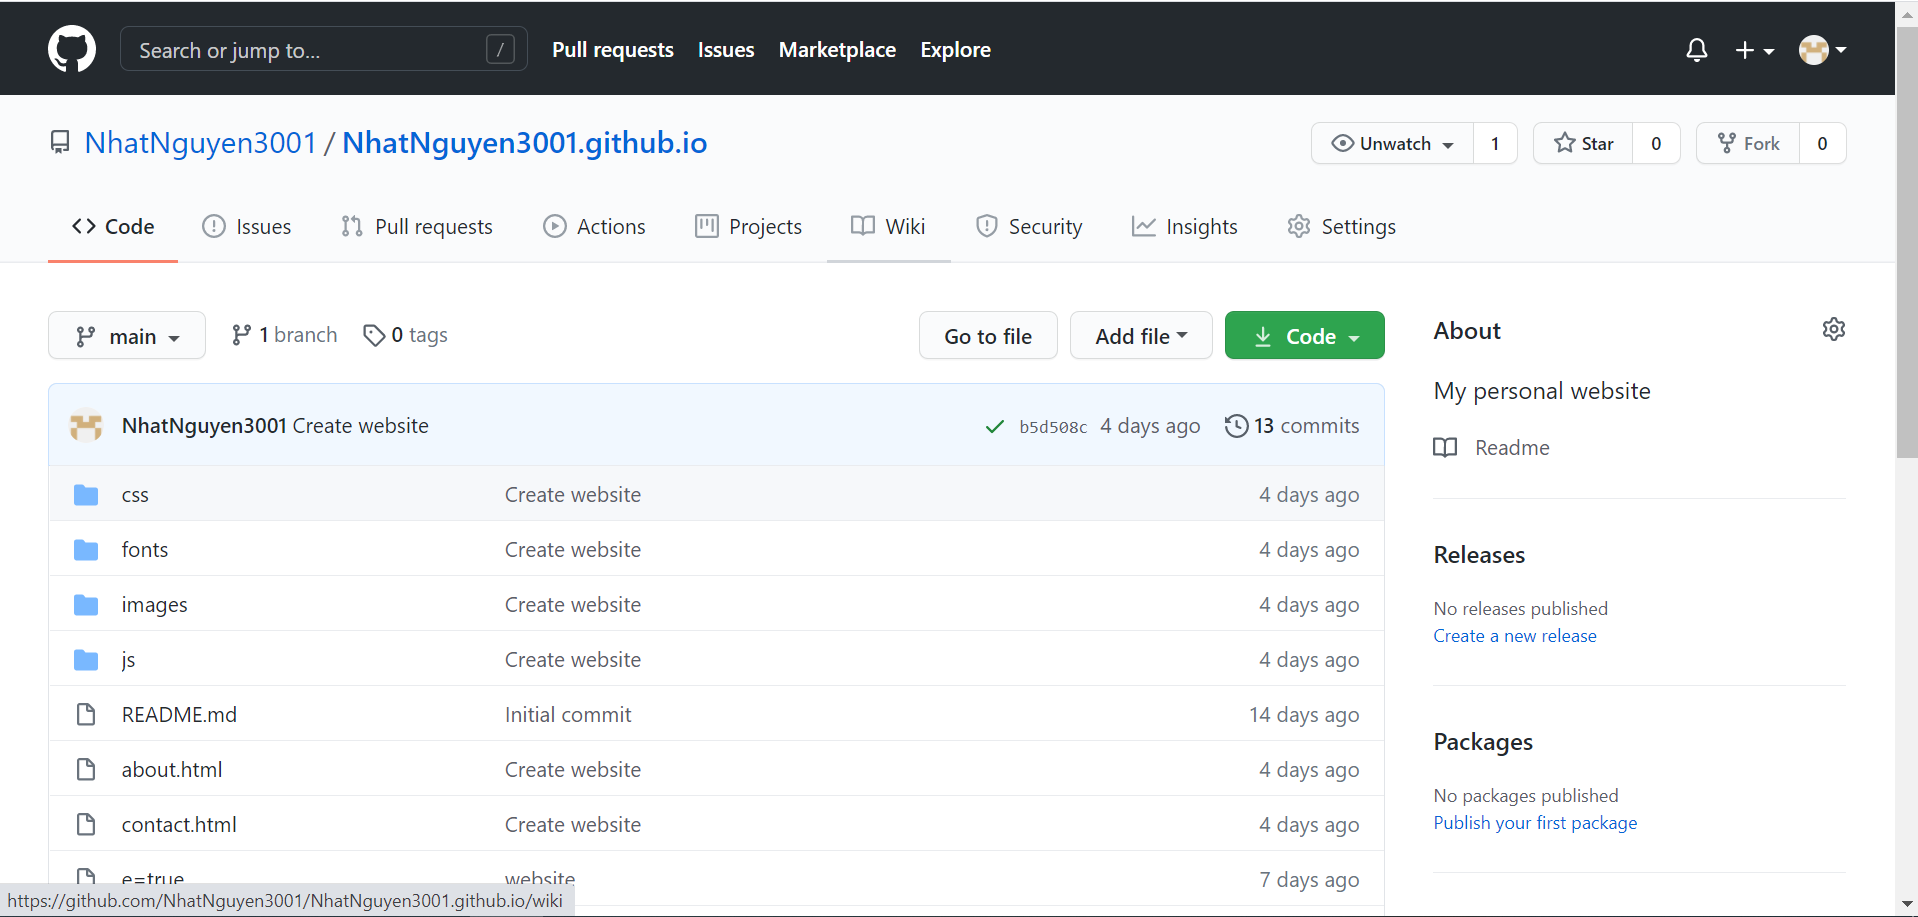 Search or jump to... / Pull requests Issues Marketplace Explore
NhatNguyen3001 / NhatNguyen3001.github.io Unwatch 1 Star 0 Fork 0
Code Issues Pull requests Actions Projects Wiki Security Insights Settings
main 1 branch 0 tags Go to file Add file Code
NhatNguyen3001 Create website b5d508c 4 days ago 13 commits
css Create website 4 days ago
fonts Create website 4 days ago
images Create website 4 days ago
js Create website 4 days ago
README.md Initial commit 14 days ago
about.html Create website 4 days ago
contact.html Create website 4 days ago
e=true website 7 days ago
About
My personal website
Readme
Releases
No releases published
Create a new release
Packages
No packages published
Publish your first package
https://github.com/NhatNguyen3001/NhatNguyen3001.github.io/wiki